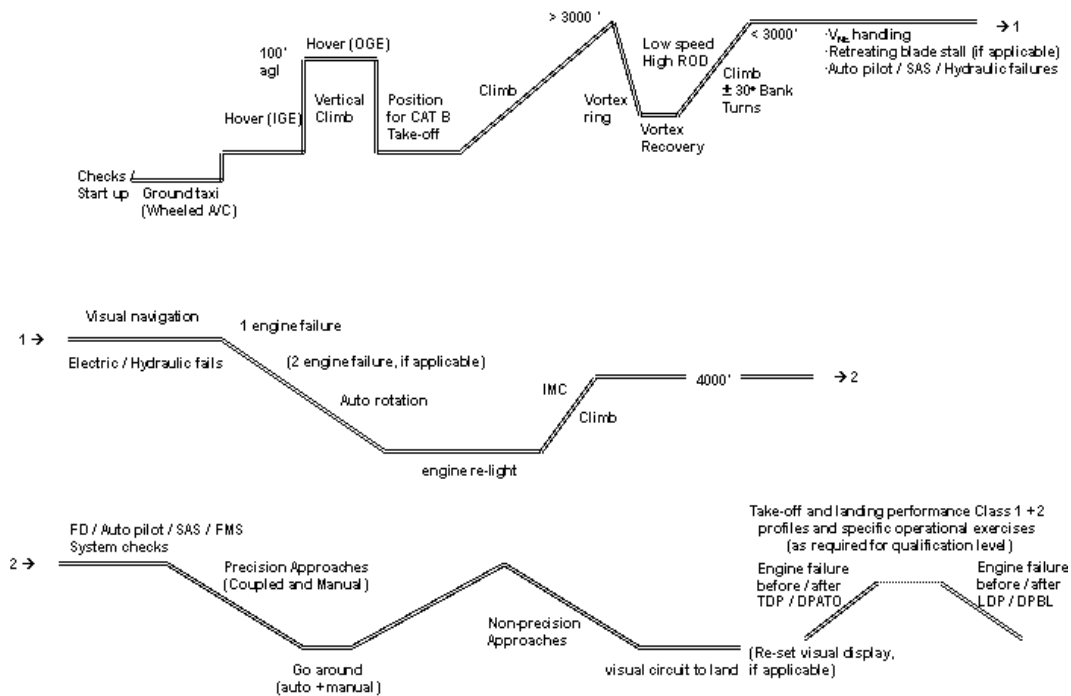 > 3000 '
→ 1
100'
agl
Hover (OGE)
Low speed
High ROD
< 3000'
·VNE handling
·Retreating blade stall (if applicable)
·Auto pilot / SAS / Hydraulic failures
Climb
Climb
± 30° Bank
Turns
Hover (IGE)
Vertical
Climb
Position
for CAT B
Take-off
Vortex
ring
Vortex
Recovery
Checks /
Start up
Ground taxi
(Wheeled A/C)
Visual navigation
1 engine failure
1 →
Electric / Hydraulic fails
(2 engine failure, if applicable)
Auto rotation
IMC
Climb
4000'
→ 2
engine re-light
FD / Auto pilot / SAS / FMS
System checks
2 →
Precision Approaches
(Coupled and Manual)
Go around
(auto + manual)
Non-precision
Approaches
visual circuit to land
Take-off and landing performance Class 1 + 2
profiles and specific operational exercises
(as required for qualification level)
Engine failure
before / after
TDP / DPATO
Engine failure
before / after
LDP / DPBL
(Re-set visual display,
if applicable)